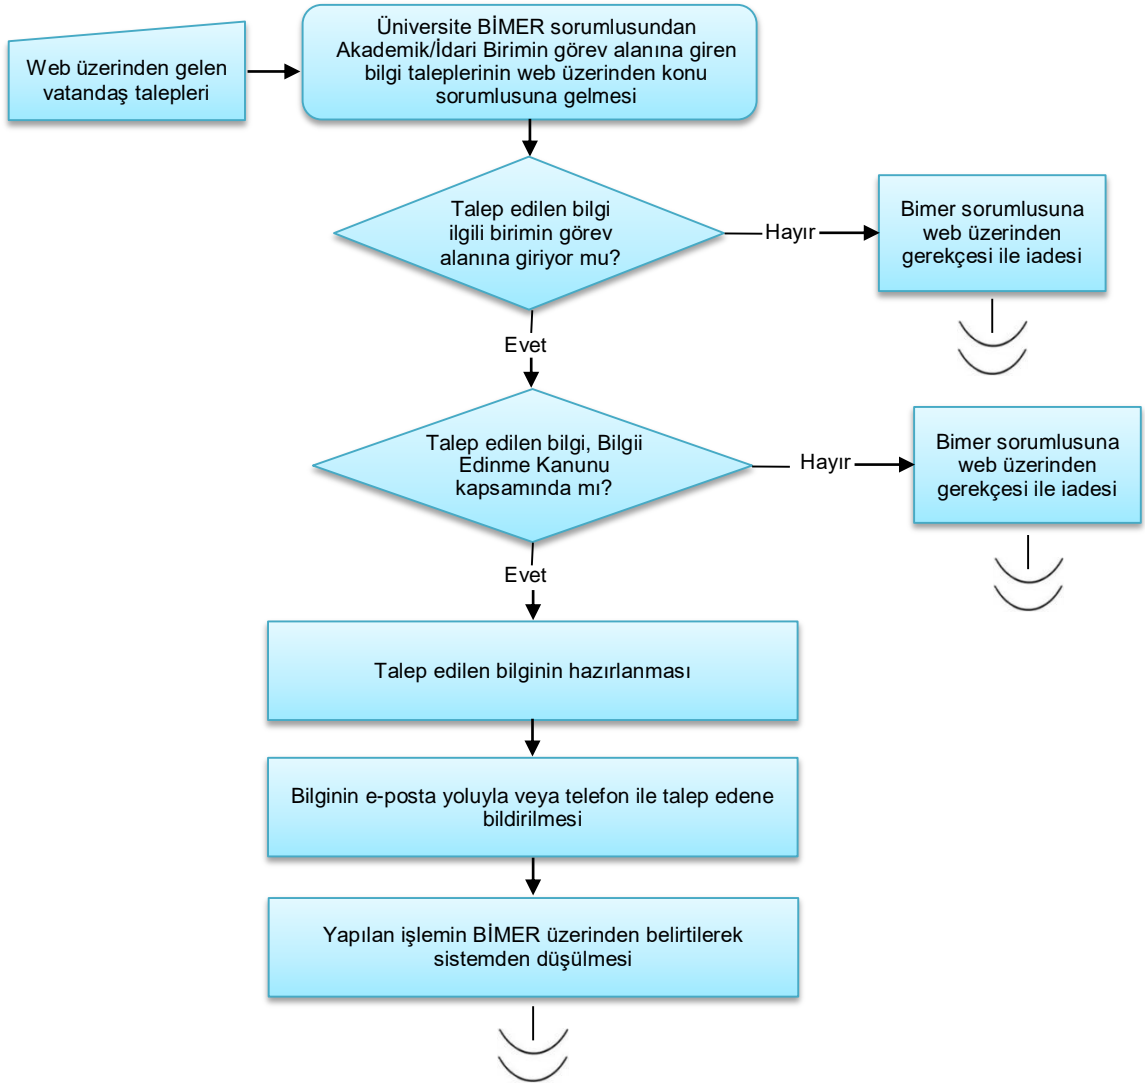 Web üzerinden gelen
vatandaş talepleri
Üniversite BİMER sorumlusundan
Akademik/İdari Birimin görev alanına giren
bilgi taleplerinin web üzerinden konu
sorumlusuna gelmesi
Talep edilen bilgi
ilgili birimin görev
alanına giriyor mu?
Hayır
Bimer sorumlusuna
web üzerinden
gerekçesi ile iadesi
Evet
Talep edilen bilgi, Bilgii
Edinme Kanunu
kapsamında mı?
Hayır
Bimer sorumlusuna
web üzerinden
gerekçesi ile iadesi
Evet
Talep edilen bilginin hazırlanması
Bilginin e-posta yoluyla veya telefon ile talep edene
bildirilmesi
Yapılan işlemin BİMER üzerinden belirtilerek
sistemden düşülmesi